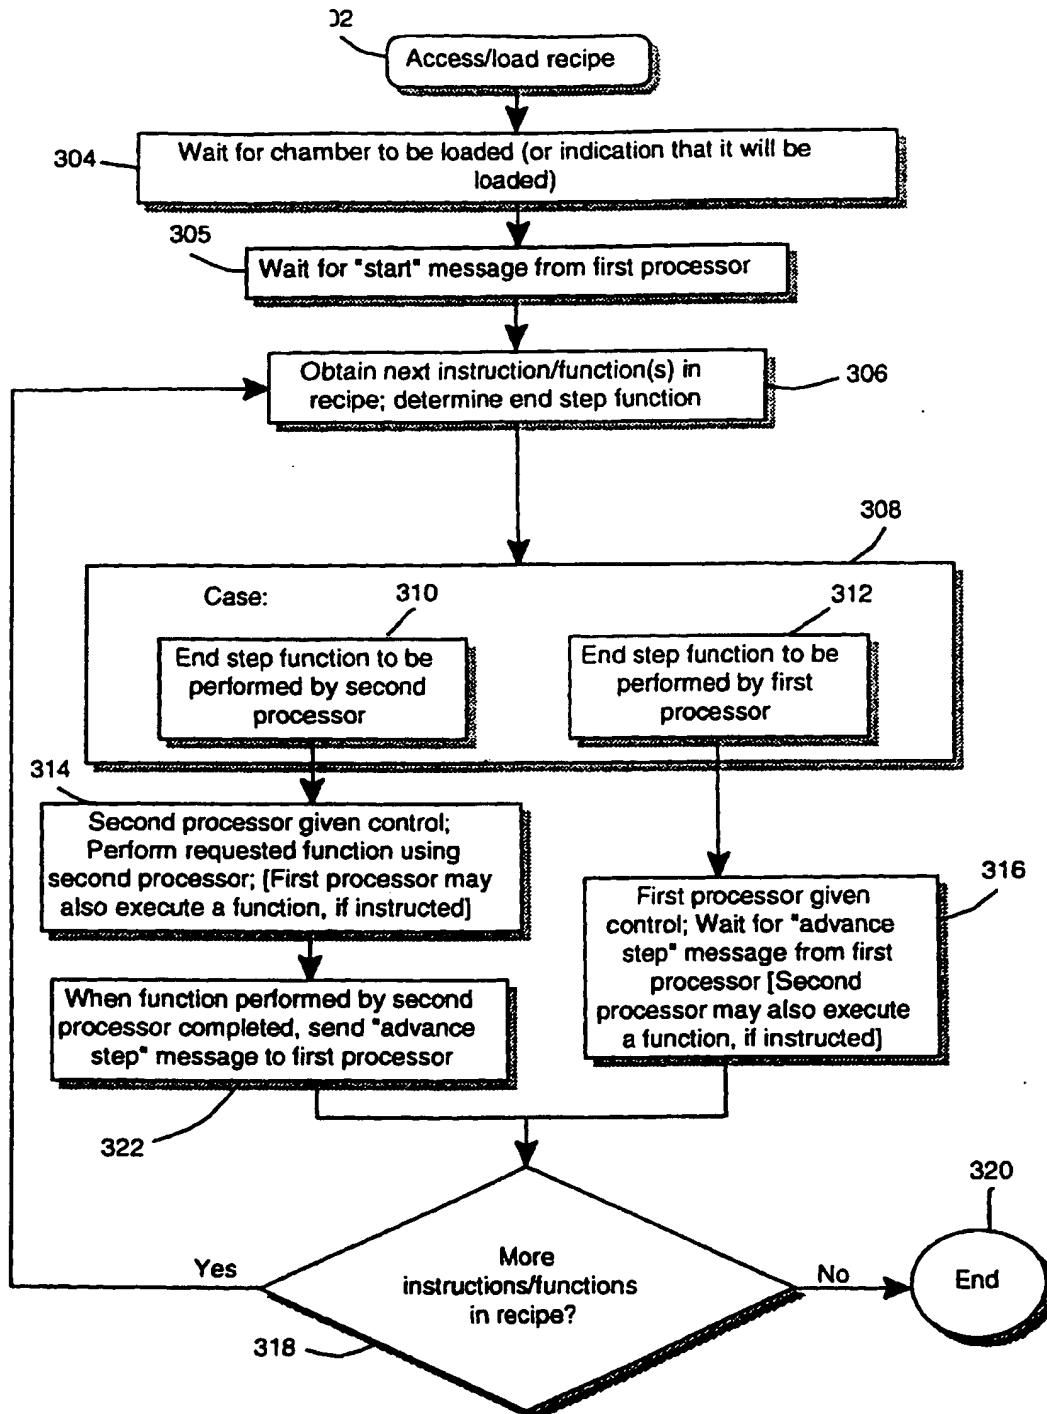 02
Access/load recipe
304
Wait for chamber to be loaded (or indication that it will be
loaded)
305
Wait for "start" message from first processor
Obtain next instruction/function(s) in
recipe; determine end step function
306
308
Case:
310
312
End step function to be
performed by second
processor
End step function to be
performed by first
processor
314
Second processor given control;
Perform requested function using
second processor; [First processor may
also execute a function, if instructed]
316
First processor given
control; Wait for "advance
step" message from first
processor [Second
processor may also execute
a function, if instructed]
When function performed by second
processor completed, send "advance
step" message to first processor
322
320
Yes
More
instructions/functions
in recipe?
No
End
318